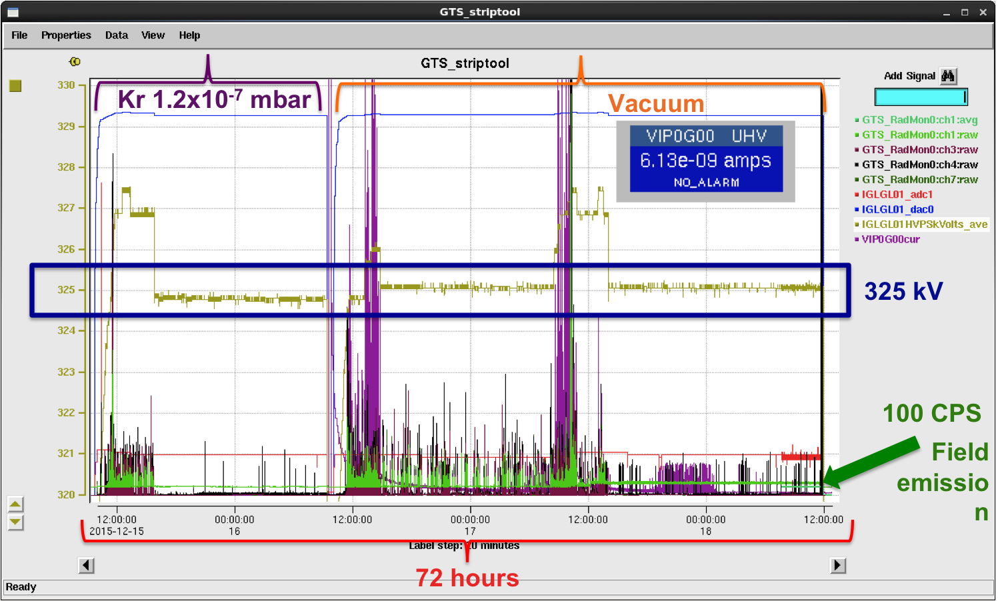 GTS_striptool
File Properties Data View Help
GTS_striptool
Kr 1.2x10⁻⁷ mbar
Vacuum
VIP0G00 UHV
6.13e-09 amps
NO_ALARM
Add Signal
GTS_RadMon0:ch1:avg
GTS_RadMon0:ch1:raw
GTS_RadMon0:ch3:raw
GTS_RadMon0:ch4:raw
GTS_RadMon0:ch7:raw
IGLGL01_adc1
IGLGL01_dac0
IGLGL01HVPSkVolts_ave
VIP0G00cur
330
329
328
327
326
325
324
323
322
321
320
325 kV
100 CPS
Field
emissio
n
12:00:00 00:00:00 12:00:00 00:00:00 12:00:00 00:00:00 12:00:00
2015-12-15 16 17 18
Label step: 20 minutes
72 hours
Ready